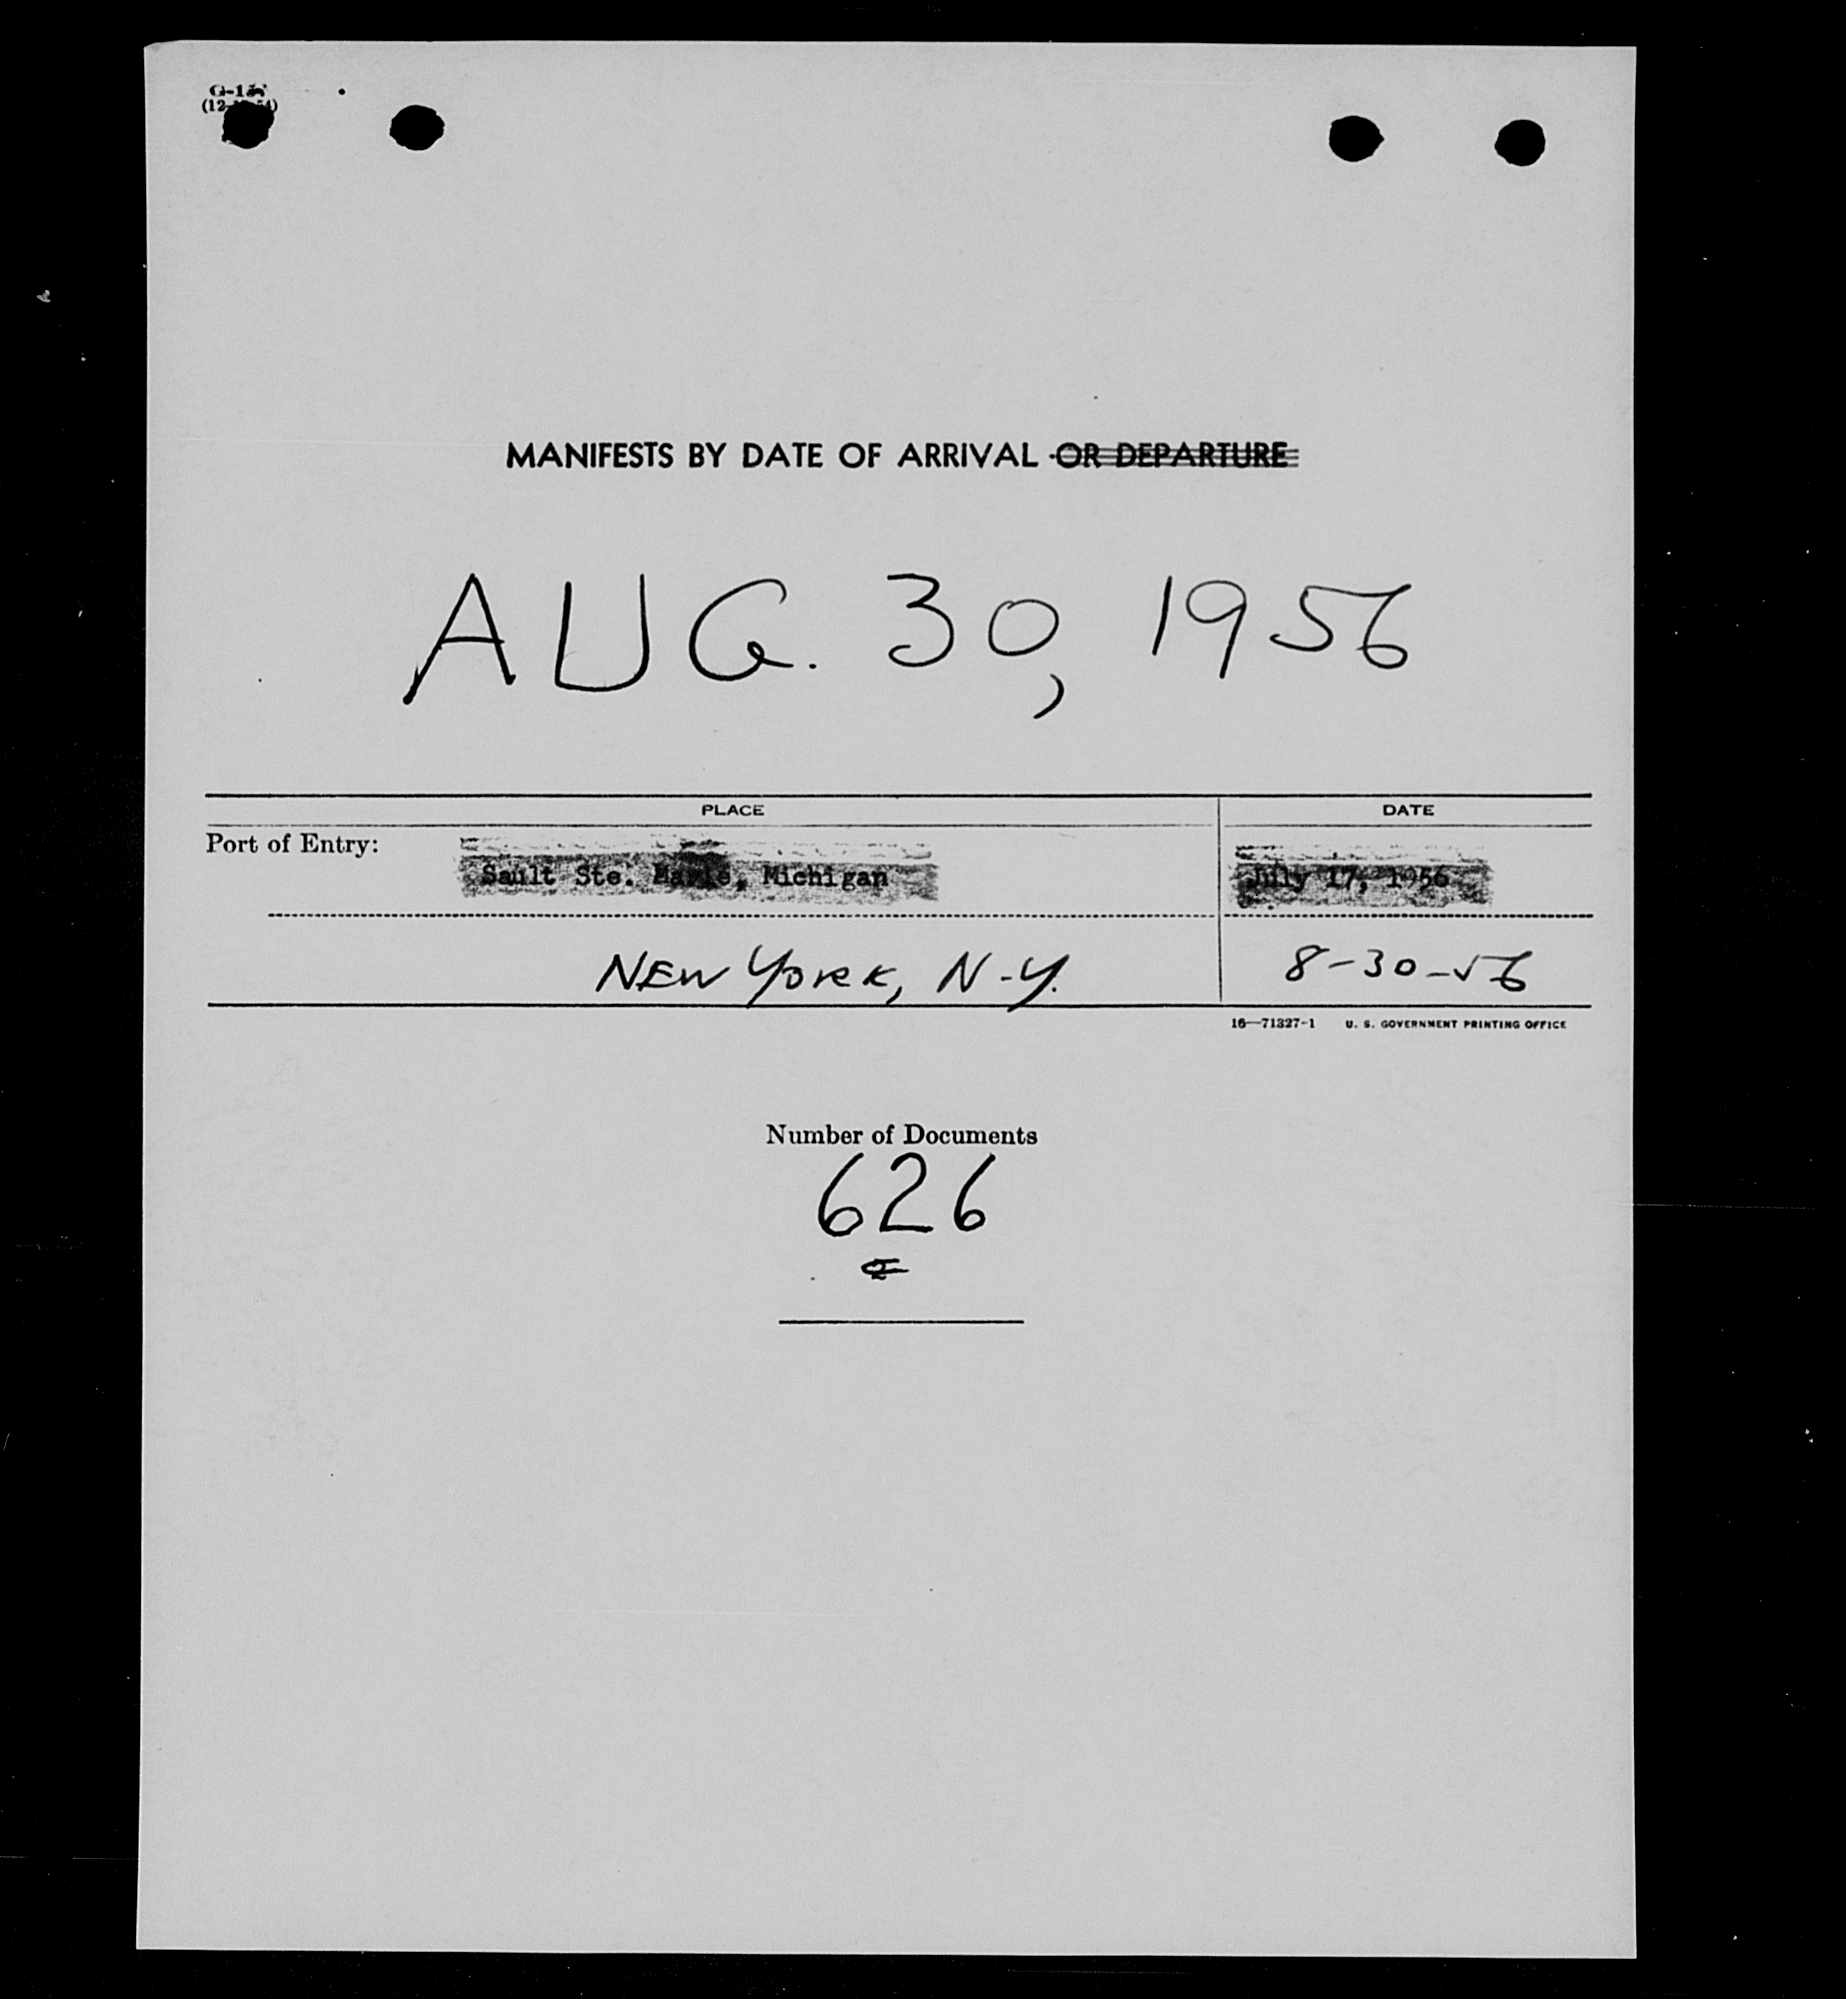 MANIFESTS BY DATE OF ARRIVAL OR DEPARTURE
AUG. 30, 1956
PLACE DATE
Port of Entry: Sault Ste. Marie, Michigan July 17, 1956
NEW YORK, N.Y. 8-30-56
16—71327-1 U. S. GOVERNMENT PRINTING OFFICE
Number of Documents
626